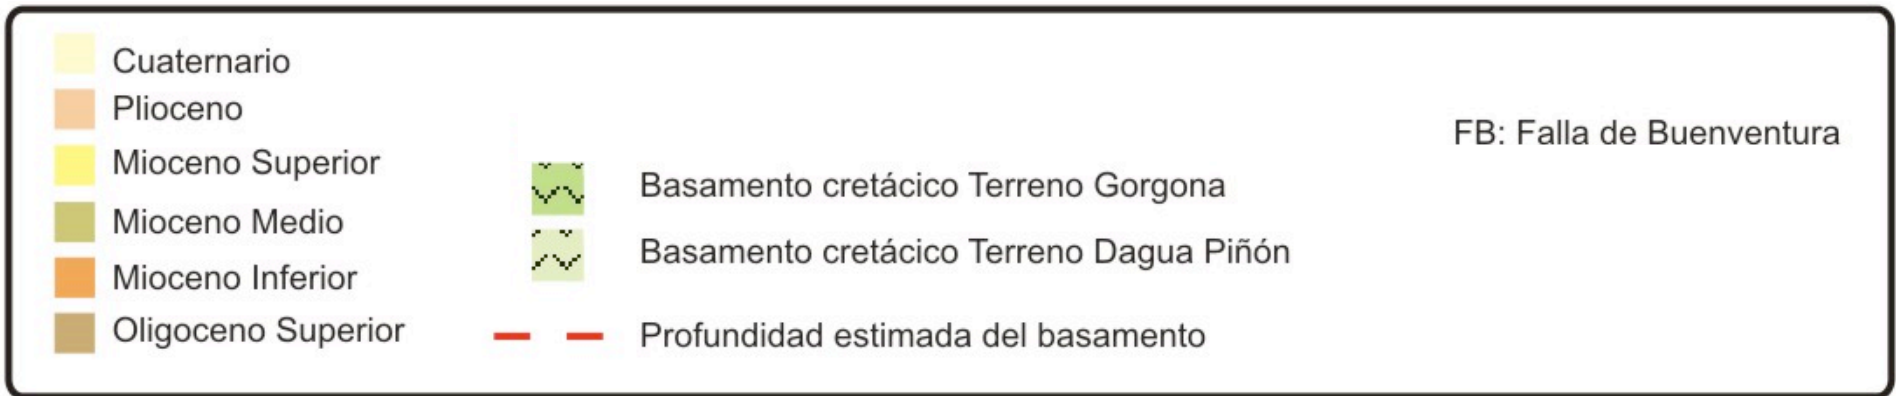 Cuaternario
Plioceno
Mioceno Superior
Mioceno Medio
Mioceno Inferior
Oligoceno Superior
Basamento cretácico Terreno Gorgona
Basamento cretácico Terreno Dagua Piñón
Profundidad estimada del basamento
FB: Falla de Buenventura